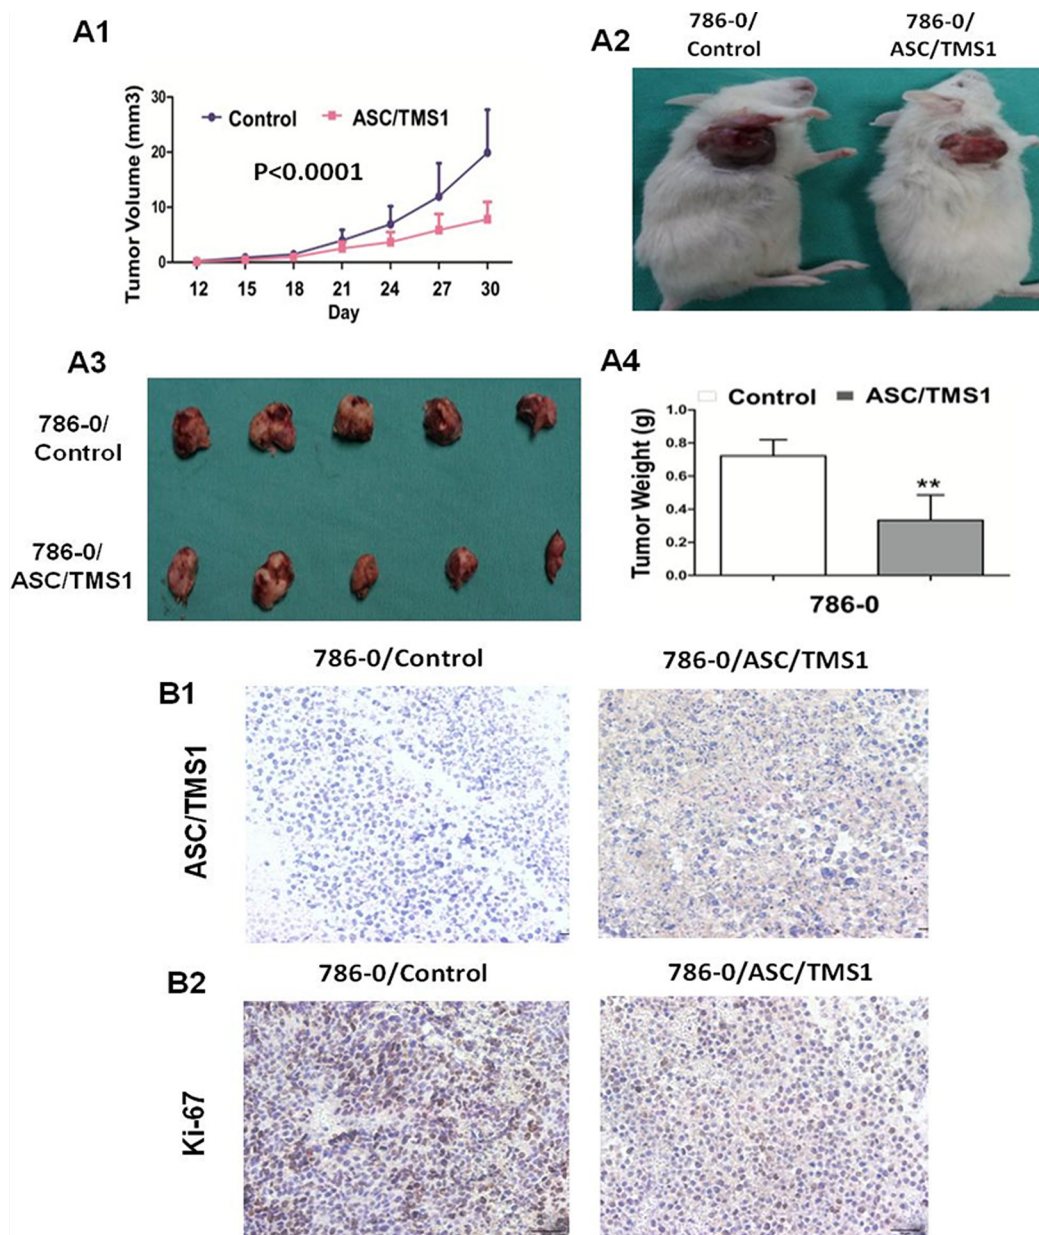 A1
Tumor Volume (mm3)
30
20
10
0
Control
ASC/TMS1
P<0.0001
12 15 18 21 24 27 30
Day
A2
786-0/
Control
786-0/
ASC/TMS1
A3
786-0/
Control
786-0/
ASC/TMS1
A4
Control
ASC/TMS1
Tumor Weight (g)
1.0
0.8
0.6
0.4
0.2
0.0
**
786-0
786-0/Control
786-0/ASC/TMS1
B1
ASC/TMS1
786-0/Control
786-0/ASC/TMS1
B2
Ki-67